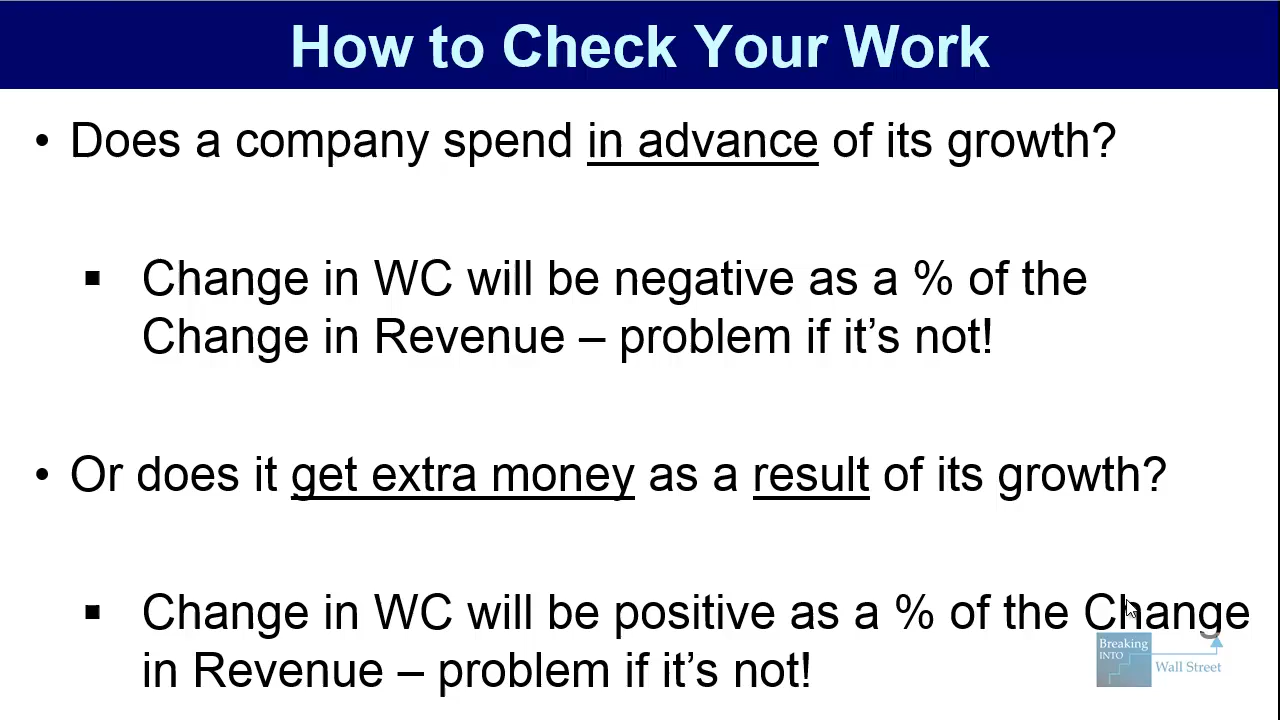 How to Check Your Work
• Does a company spend in advance of its growth?
▪ Change in WC will be negative as a % of the
Change in Revenue – problem if it’s not!
• Or does it get extra money as a result of its growth?
▪ Change in WC will be positive as a % of the Change
in Revenue – problem if it’s not!
Breaking
INTO
Wall Street